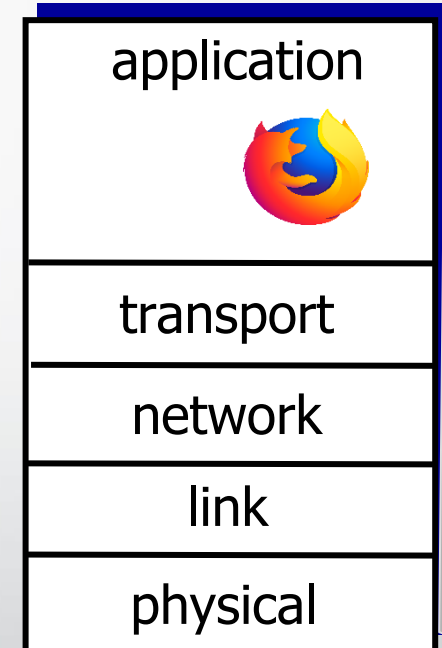 application
transport
network
link
physical